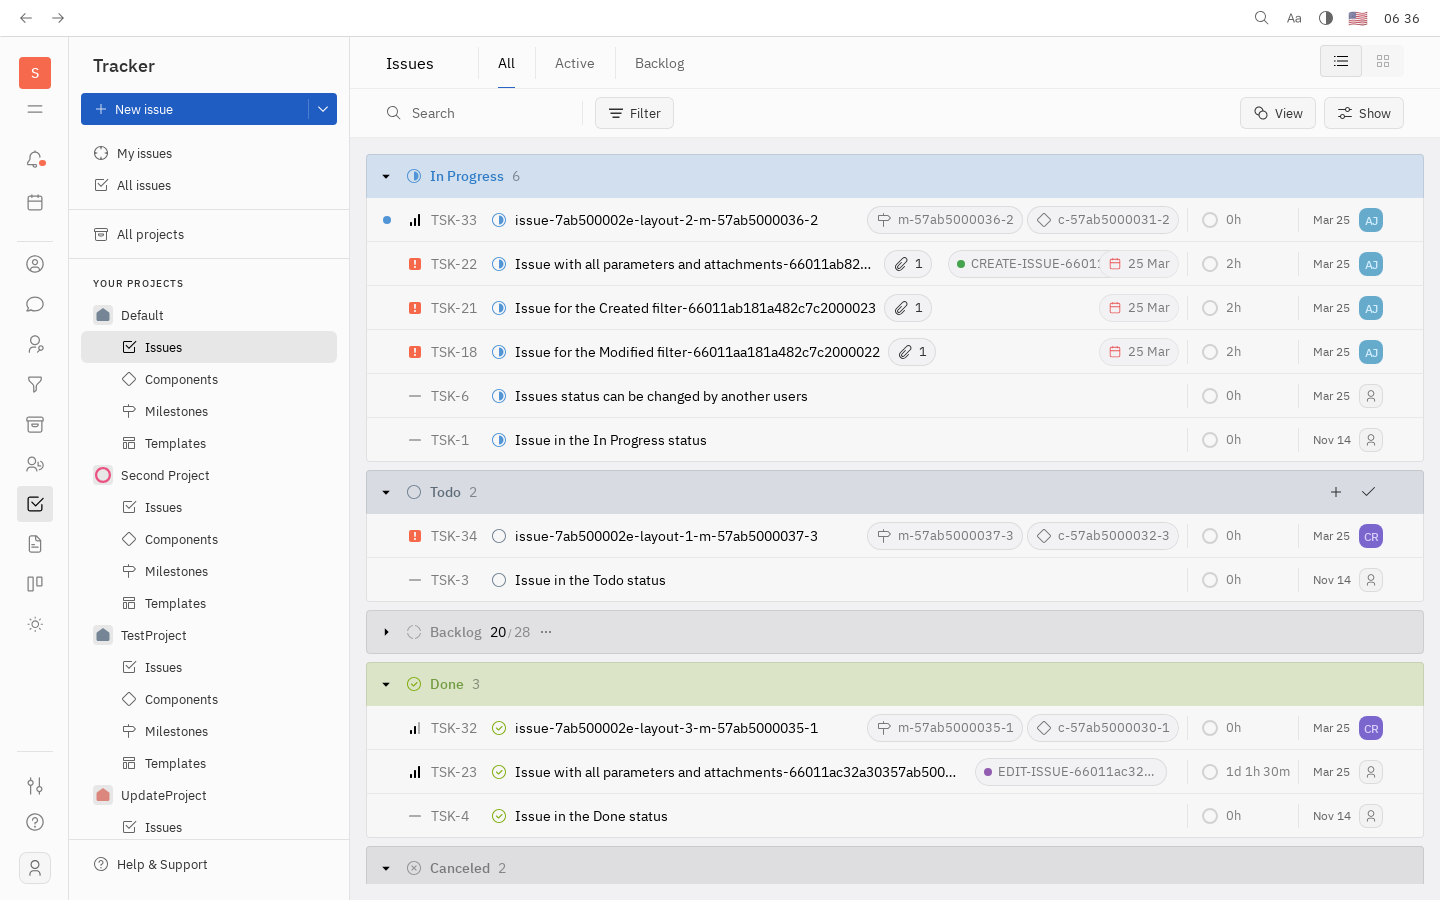 Aa 06 36
S
Tracker
New issue
My issues
All issues
All projects
YOUR PROJECTS
Default
Issues
Components
Milestones
Templates
Second Project
Issues
Components
Milestones
Templates
TestProject
Issues
Components
Milestones
Templates
UpdateProject
Issues
Help & Support
Issues All Active Backlog
Search Filter View Show
In Progress 6
TSK-33 issue-7ab500002e-layout-2-m-57ab5000036-2 m-57ab5000036-2 c-57ab5000031-2 0h Mar 25 AJ
TSK-22 Issue with all parameters and attachments-66011ab82... 1 CREATE-ISSUE-66011 25 Mar 2h Mar 25 AJ
TSK-21 Issue for the Created filter-66011ab181a482c7c2000023 1 25 Mar 2h Mar 25 AJ
TSK-18 Issue for the Modified filter-66011aa181a482c7c2000022 1 25 Mar 2h Mar 25 AJ
TSK-6 Issues status can be changed by another users 0h Mar 25
TSK-1 Issue in the In Progress status 0h Nov 14
Todo 2
TSK-34 issue-7ab500002e-layout-1-m-57ab5000037-3 m-57ab5000037-3 c-57ab5000032-3 0h Mar 25 CR
TSK-3 Issue in the Todo status 0h Nov 14
Backlog 20/28 ...
Done 3
TSK-32 issue-7ab500002e-layout-3-m-57ab5000035-1 m-57ab5000035-1 c-57ab5000030-1 0h Mar 25 CR
TSK-23 Issue with all parameters and attachments-66011ac32a30357ab500... EDIT-ISSUE-66011ac32... 1d 1h 30m Mar 25
TSK-4 Issue in the Done status 0h Nov 14
Canceled 2